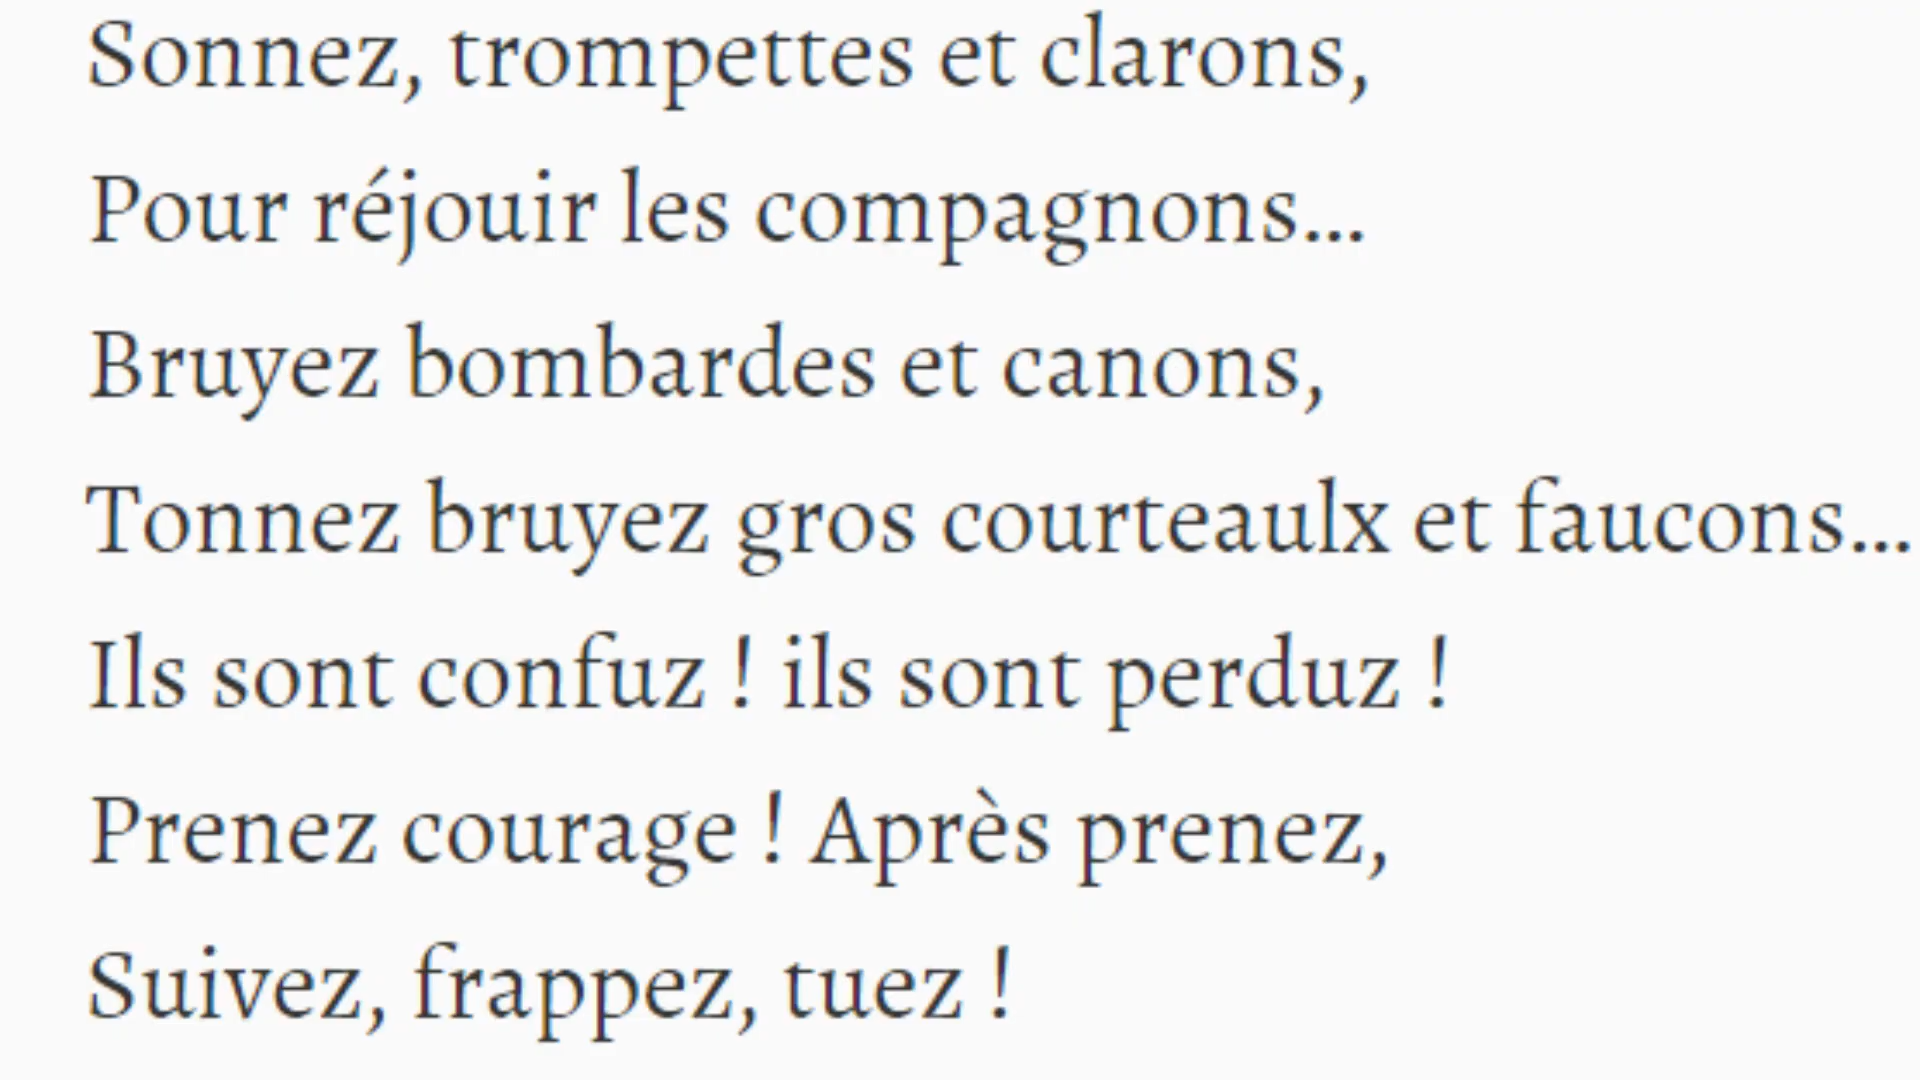 Sonnez, trompettes et clarons,
Pour réjouir les compagnons...
Bruyez bombardes et canons,
Tonnez bruyez gros courteaulx et faucons...
Ils sont confuz ! ils sont perduz !
Prenez courage ! Après prenez,
Suivez, frappez, tuez !